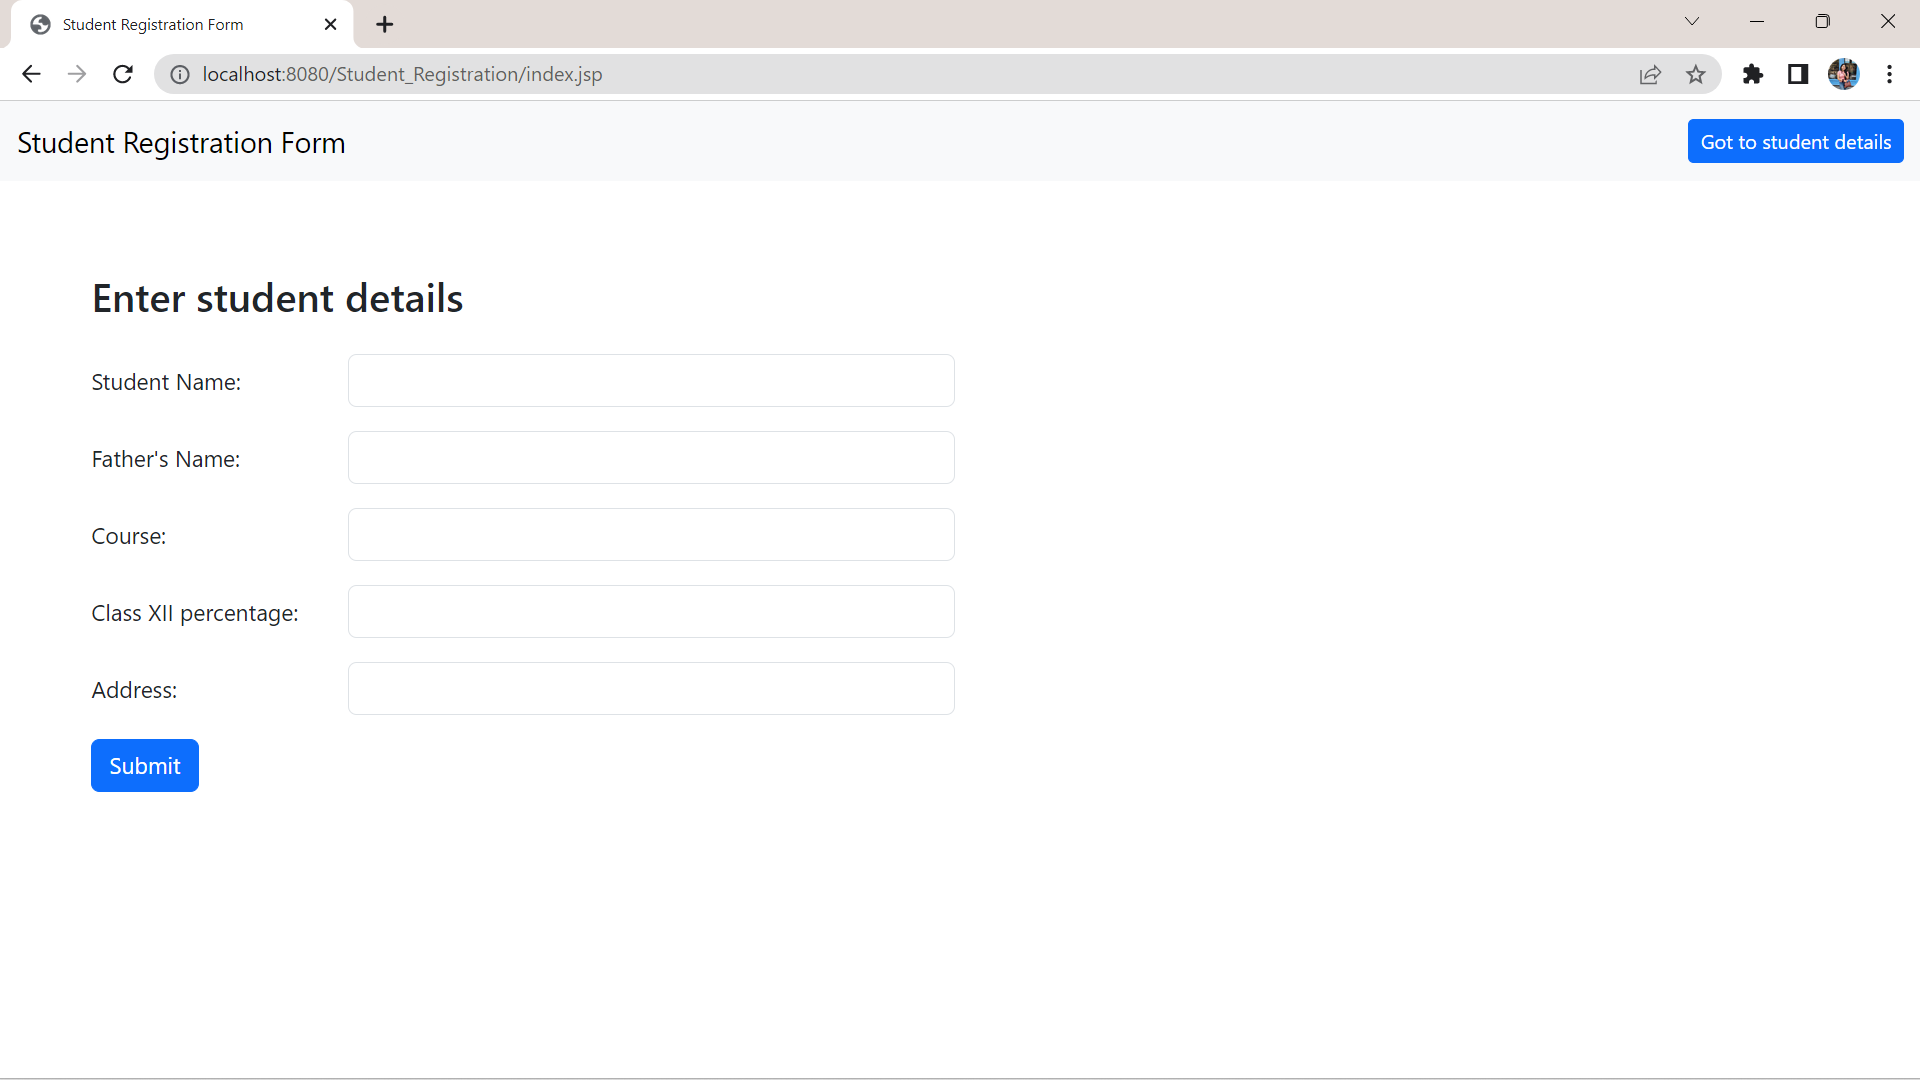 Student Registration Form
localhost:8080/Student_Registration/index.jsp
Student Registration Form
Got to student details
Enter student details
Student Name:
Father's Name:
Course:
Class XII percentage:
Address:
Submit